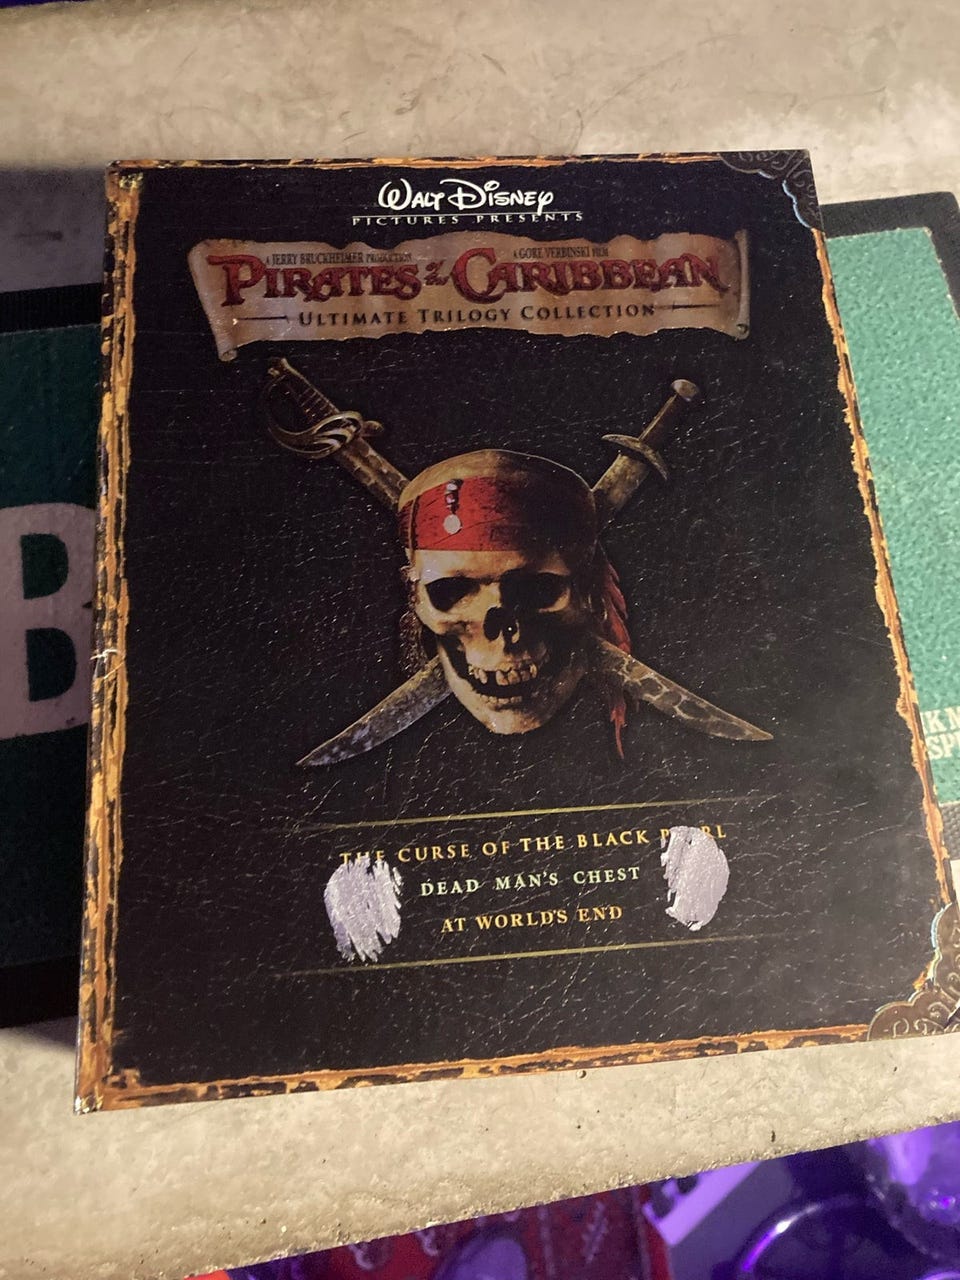 WALT DISNEY
PICTURES PRESENTS
A JERRY BRUCKHEIMER PRODUCTION A GORE VERBINSKI FILM
PIRATES of the CARIBBEAN
ULTIMATE TRILOGY COLLECTION
THE CURSE OF THE BLACK PEARL
DEAD MAN'S CHEST
AT WORLD'S END
B